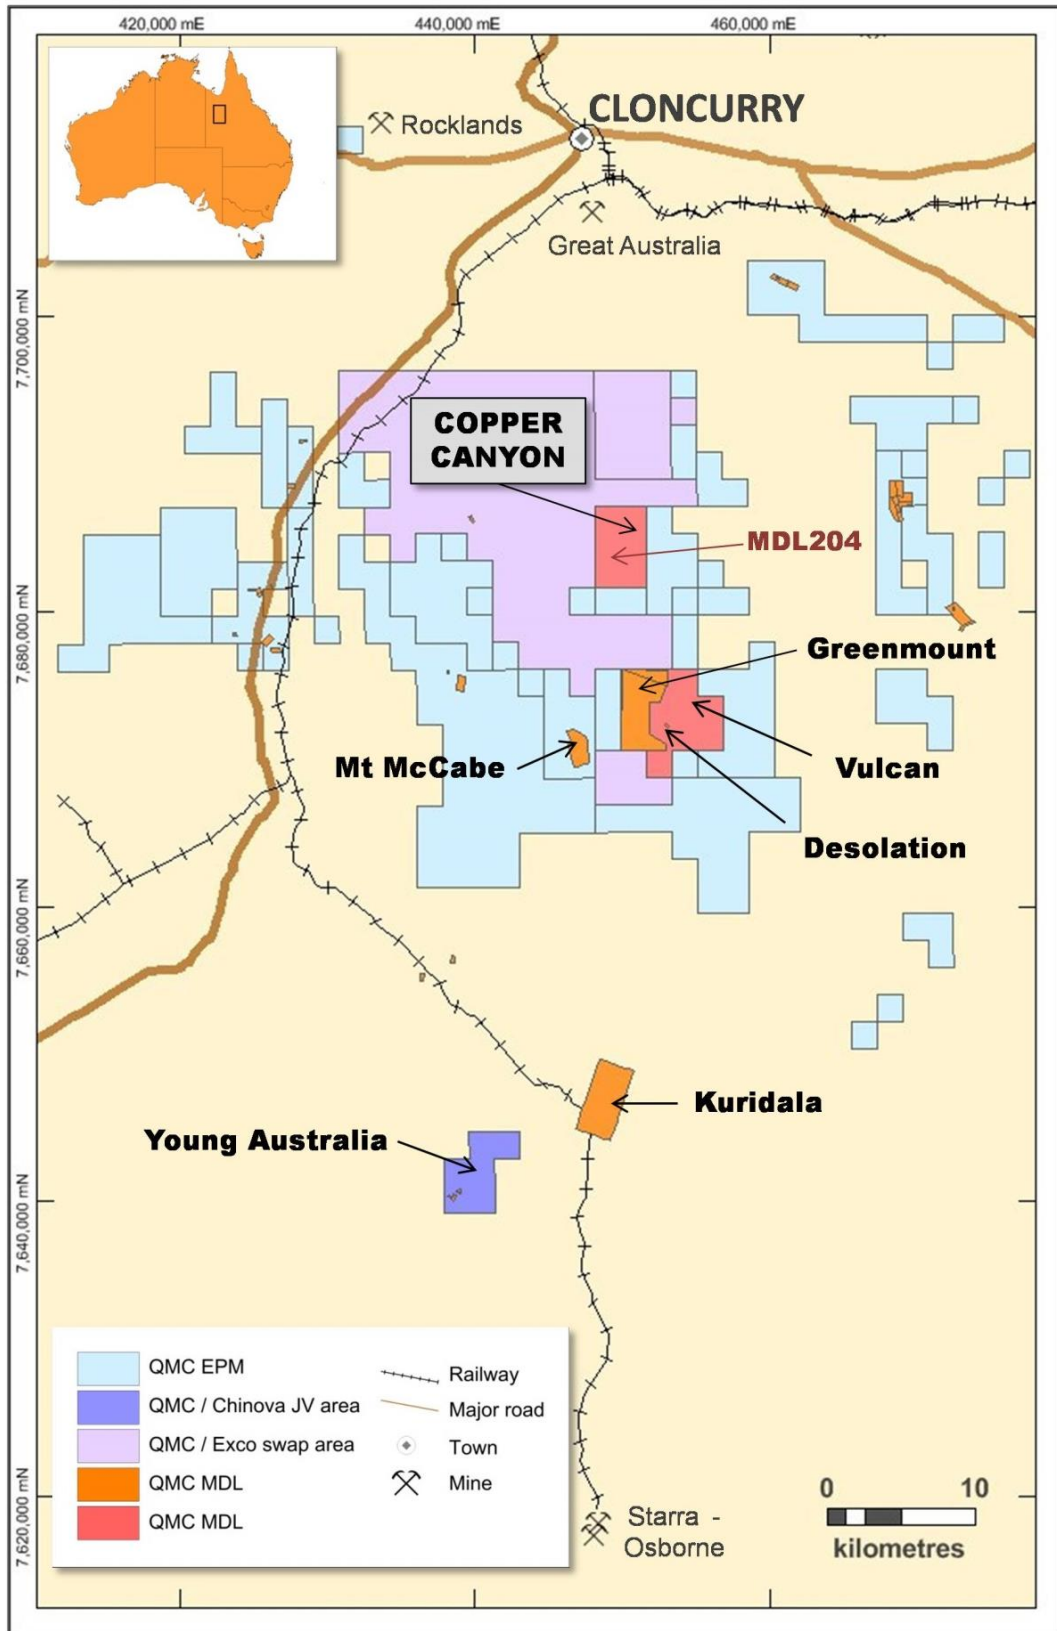 420,000 mE
440,000 mE
460,000 mE
CLONCURRY
Rocklands
Great Australia
7,700,000 mN
COPPER
CANYON
MDL204
7,680,000 mN
Greenmount
Mt McCabe
Vulcan
Desolation
7,660,000 mN
Kuridala
Young Australia
7,640,000 mN
QMC EPM
QMC / Chinova JV area
QMC / Exco swap area
QMC MDL
QMC MDL
Railway
Major road
Town
Mine
7,620,000 mN
Starra -
Osborne
0 10
kilometres